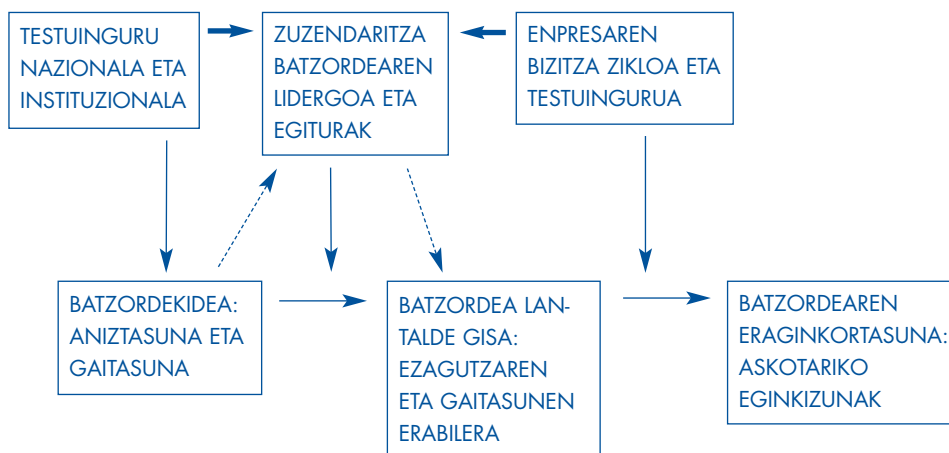 TESTUINGURU
NAZIONALA ETA
INSTITUZIONALA
ZUZENDARITZA
BATZORDEAREN
LIDERGOA ETA
EGITURAK
ENPRESAREN
BIZITZA ZIKLOA ETA
TESTUINGURUA
BATZORDEKIDEA:
ANIZTASUNA ETA
GAITASUNA
BATZORDEA LAN-
TALDE GISA:
EZAGUTZAREN
ETA GAITASUNEN
ERABILERA
BATZORDEAREN
ERAGINKORTASUNA:
ASKOTARIKO
EGINKIZUNAK